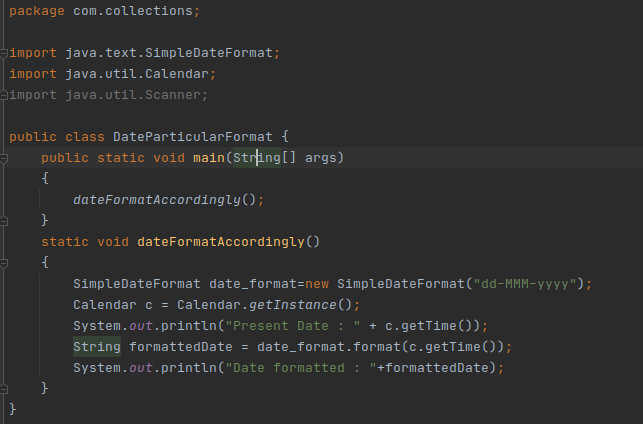 package com.collections;
import java.text.SimpleDateFormat;
import java.util.Calendar;
import java.util.Scanner;
public class DateParticularFormat {
public static void main(String[] args)
{
dateFormatAccordingly();
}
static void dateFormatAccordingly()
{
SimpleDateFormat date_format=new SimpleDateFormat("dd-MMM-yyyy");
Calendar c = Calendar.getInstance();
System.out.println("Present Date : " + c.getTime());
String formattedDate = date_format.format(c.getTime());
System.out.println("Date formatted : "+formattedDate);
}
}